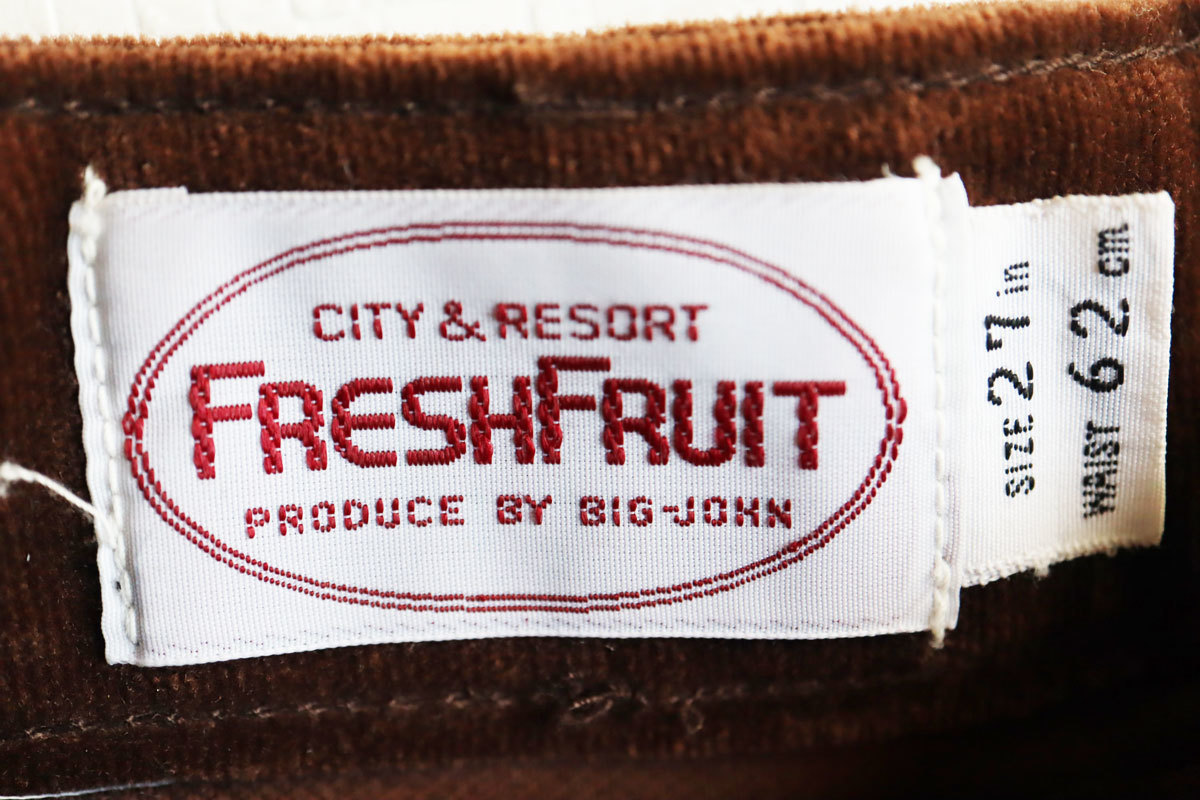 CITY & RESORT
FRESHFRUIT
PRODUCE BY BIG-JOHN
SIZE 27 in
WAIST 62 cm